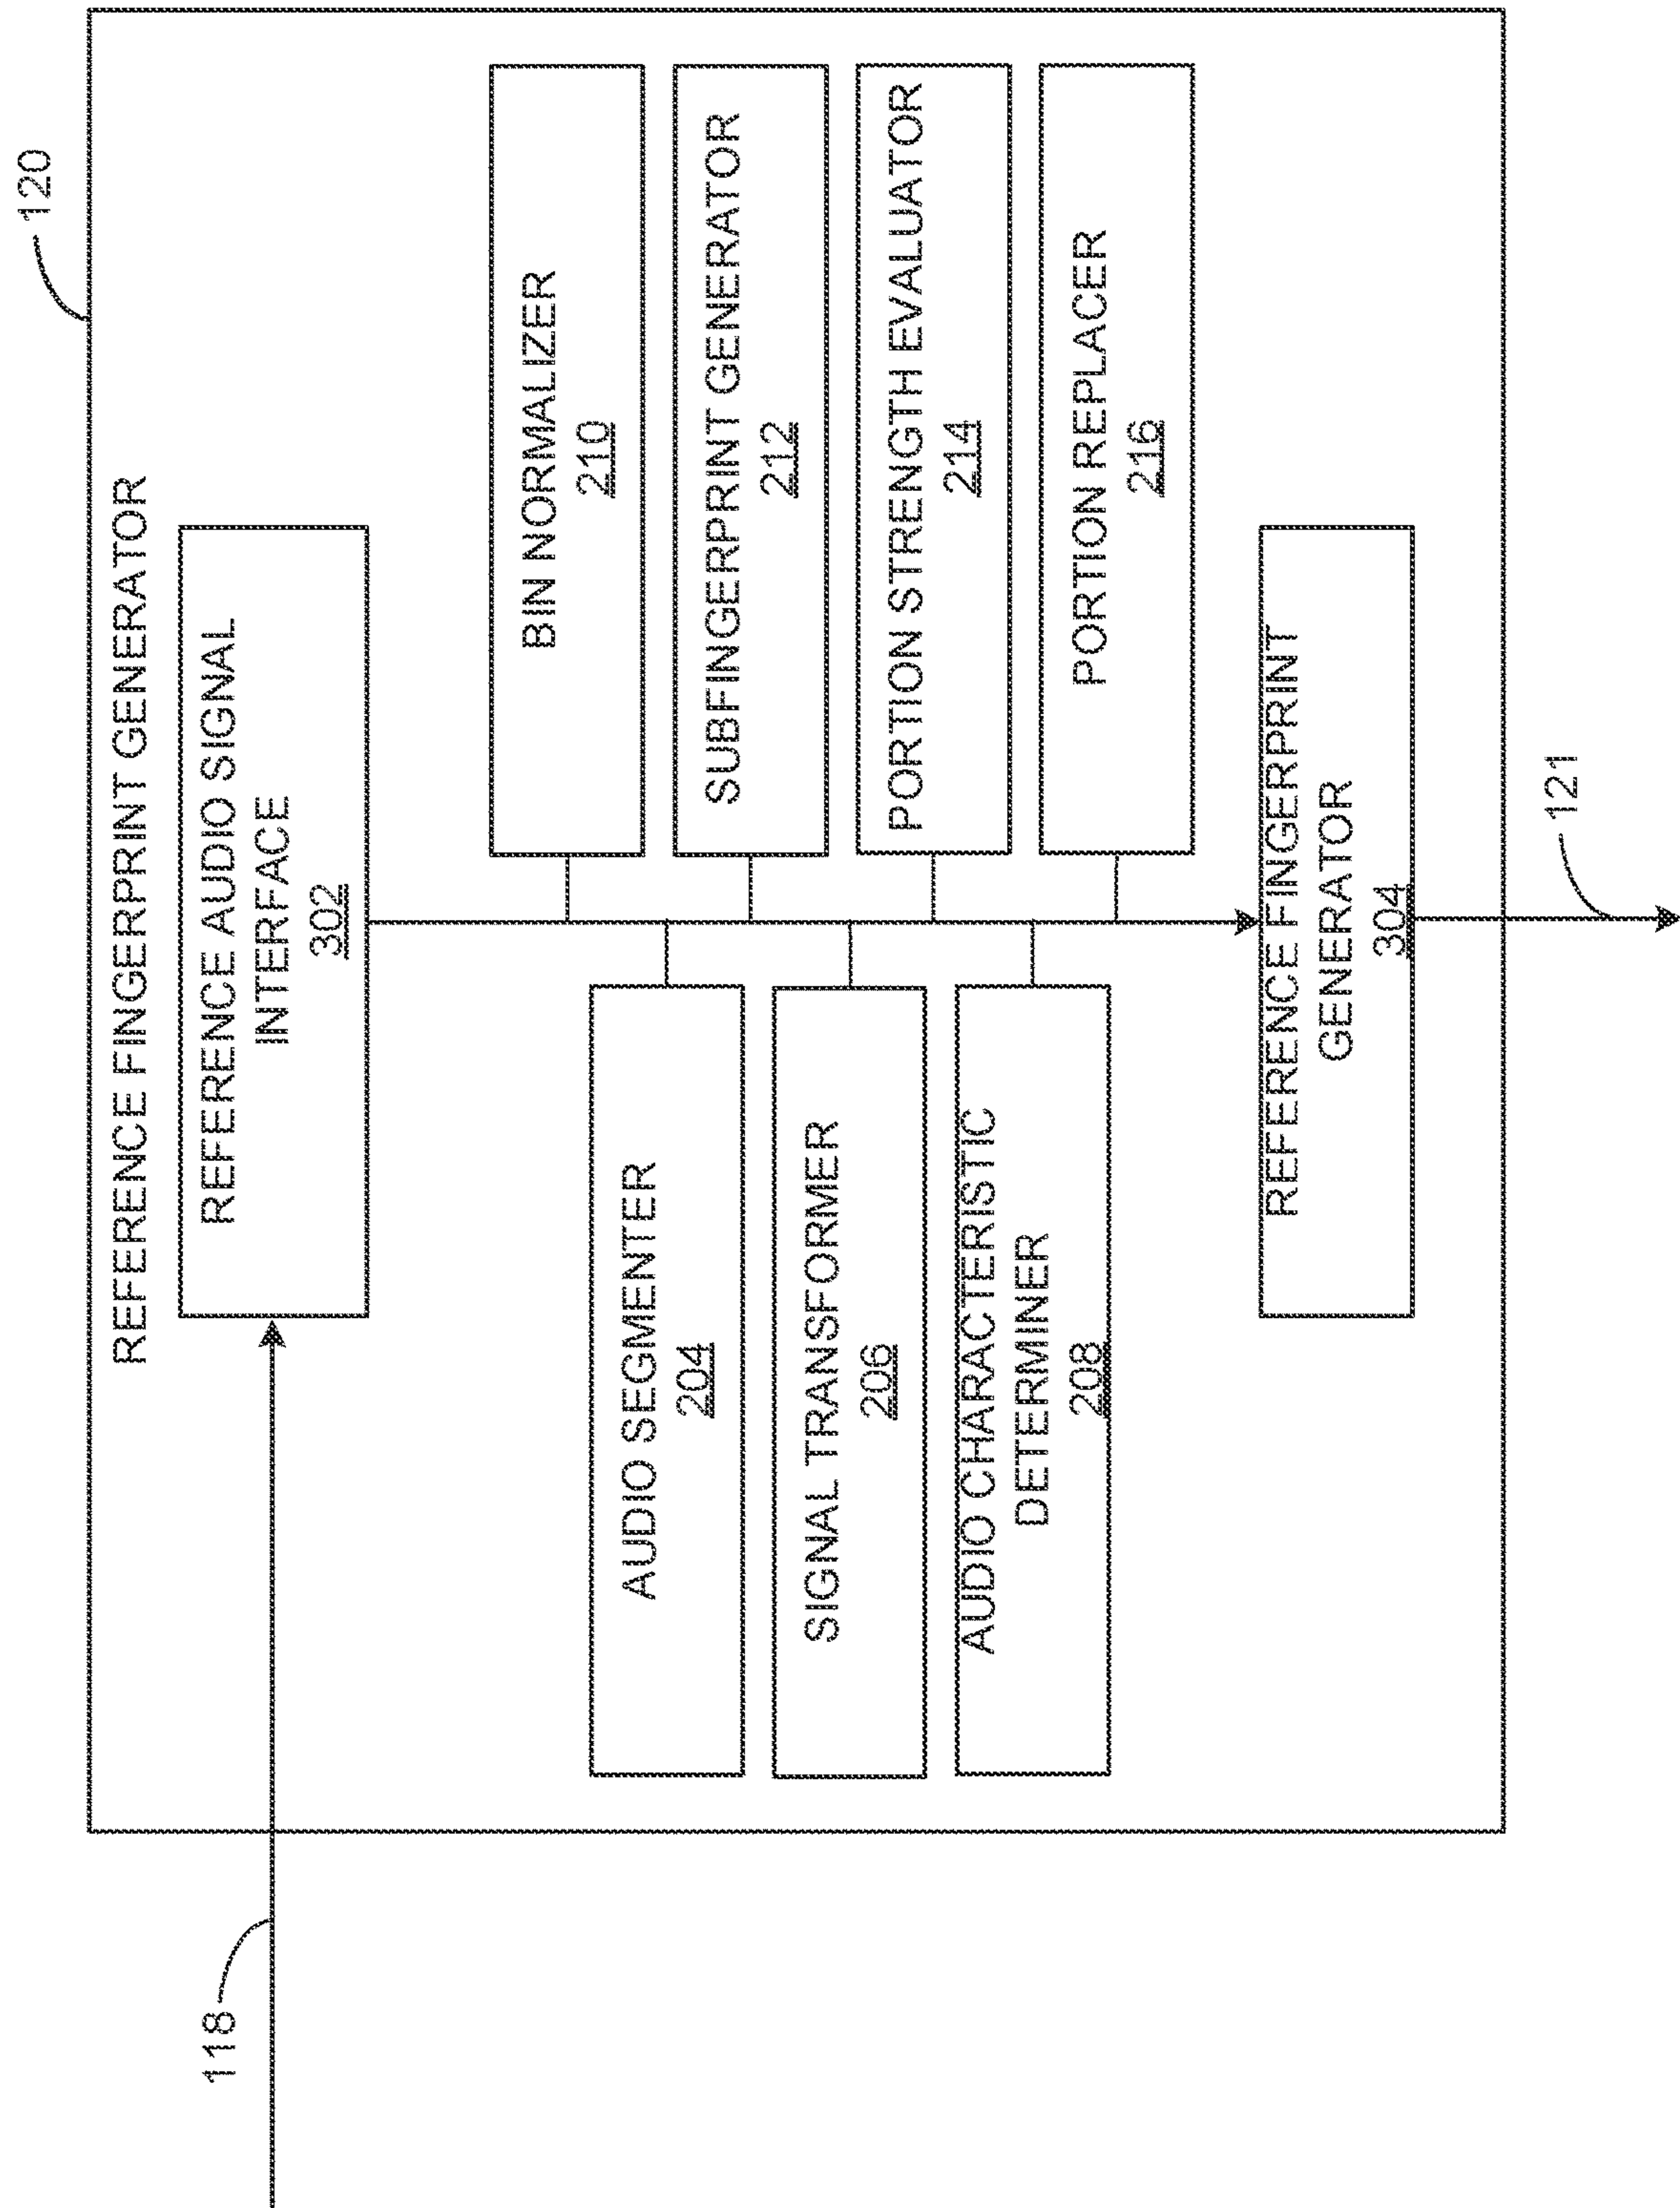 120
REFERENCE FINGERPRINT GENERATOR
118
REFERENCE AUDIO SIGNAL
INTERFACE
302
BIN NORMALIZER
210
AUDIO SEGMENTER
204
SUBFINGERPRINT GENERATOR
212
SIGNAL TRANSFORMER
206
PORTION STRENGTH EVALUATOR
214
AUDIO CHARACTERISTIC
DETERMINER
208
PORTION REPLACER
216
REFERENCE FINGERPRINT
GENERATOR
304
121